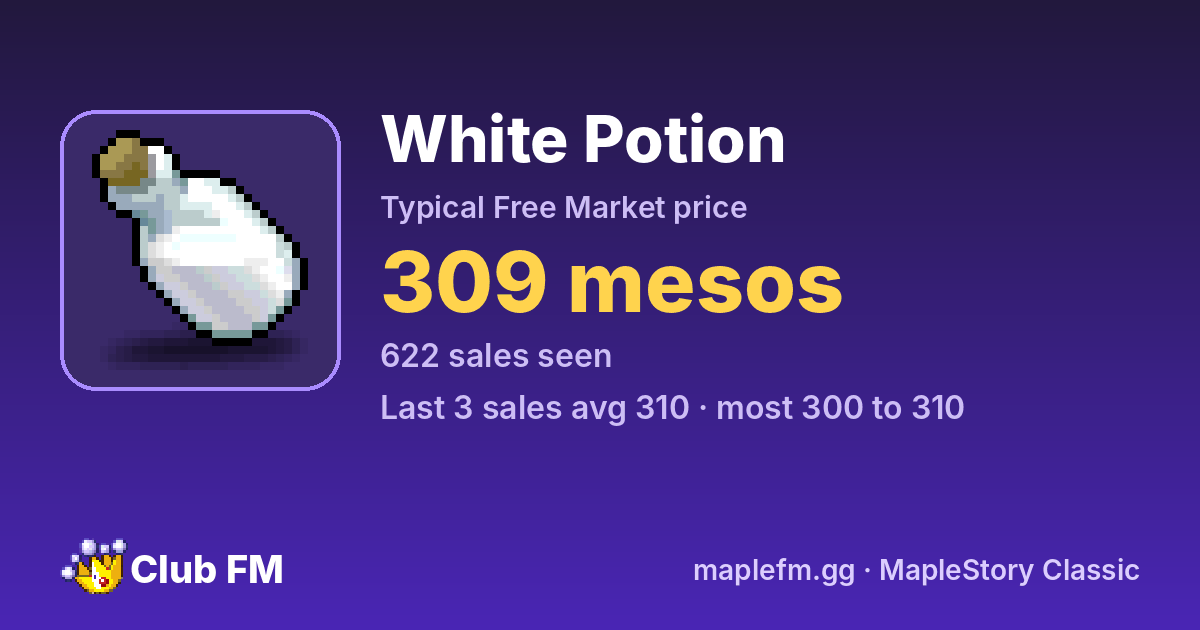 White Potion
Typical Free Market price
309 mesos
622 sales seen
Last 3 sales avg 310 · most 300 to 310
Club FM
maplefm.gg · MapleStory Classic